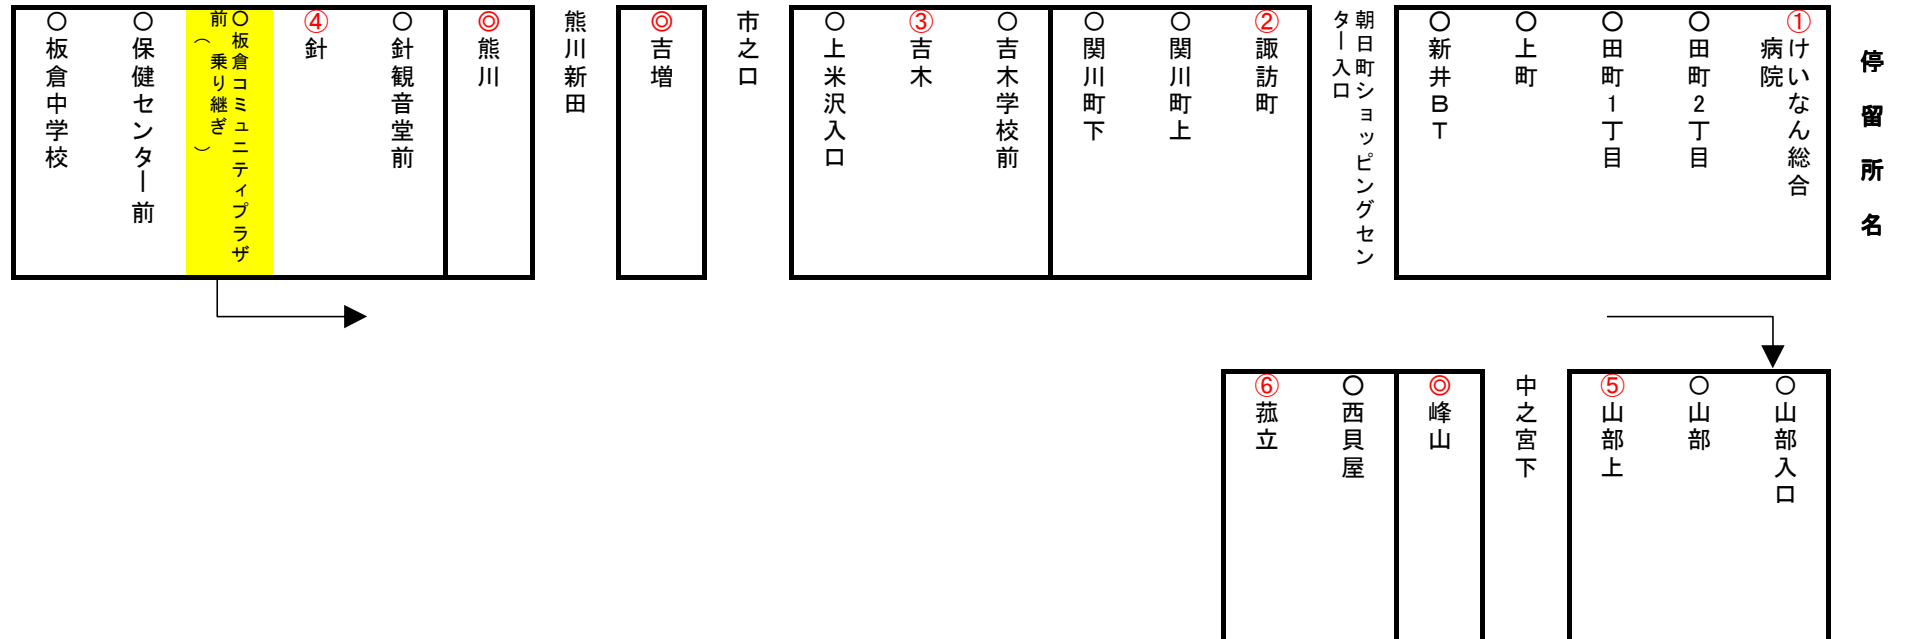 停留所名
①けいなん総合
病院
○田町2丁目
○田町1丁目
○上町
○新井BT
朝日町ショッピングセン
ター入口
②諏訪町
○関川町上
○関川町下
○吉木学校前
③吉木
○上米沢入口
市之口
◎吉増
熊川新田
◎熊川
○針観音堂前
④針
○板倉コミュニティプラザ
前(乗り継ぎ)
○保健センター前
○板倉中学校
○山部入口
○山部
⑤山部上
中之宮下
◎峰山
○西貝屋
⑥菰立